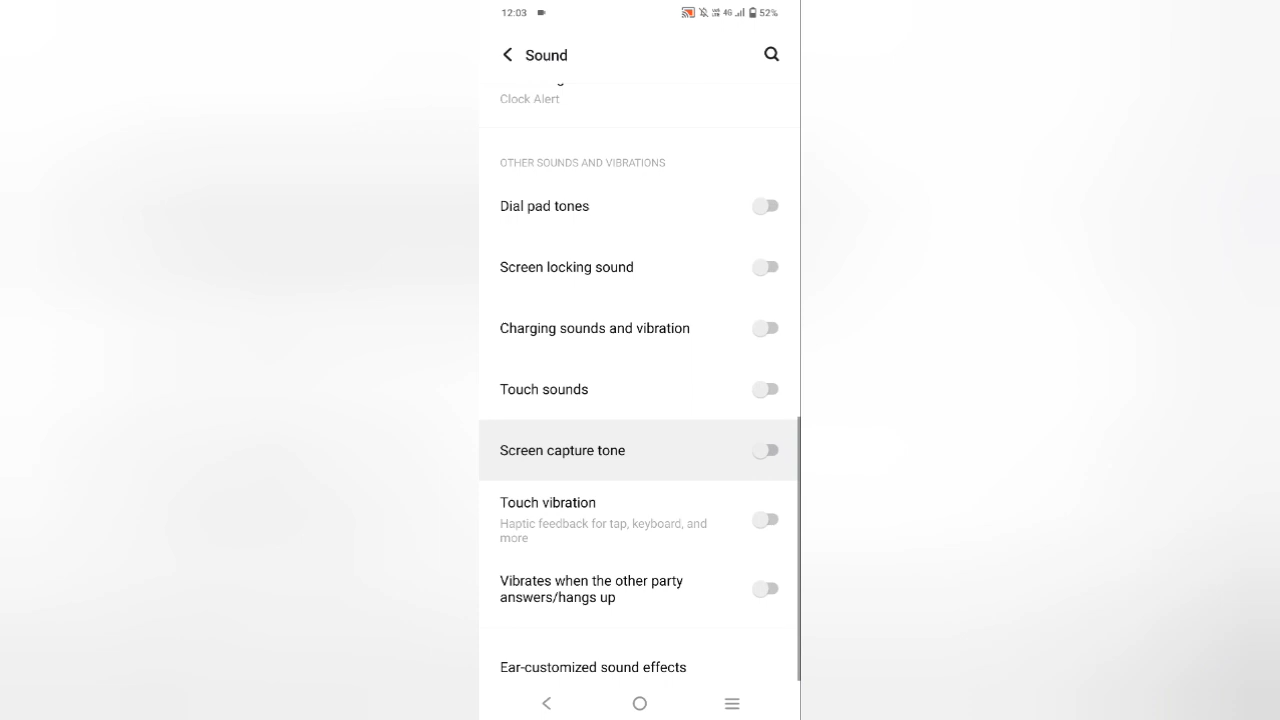 12:03
4G 52%
Sound
Clock Alert
OTHER SOUNDS AND VIBRATIONS
Dial pad tones
Screen locking sound
Charging sounds and vibration
Touch sounds
Screen capture tone
Touch vibration
Haptic feedback for tap, keyboard, and
more
Vibrates when the other party
answers/hangs up
Ear-customized sound effects